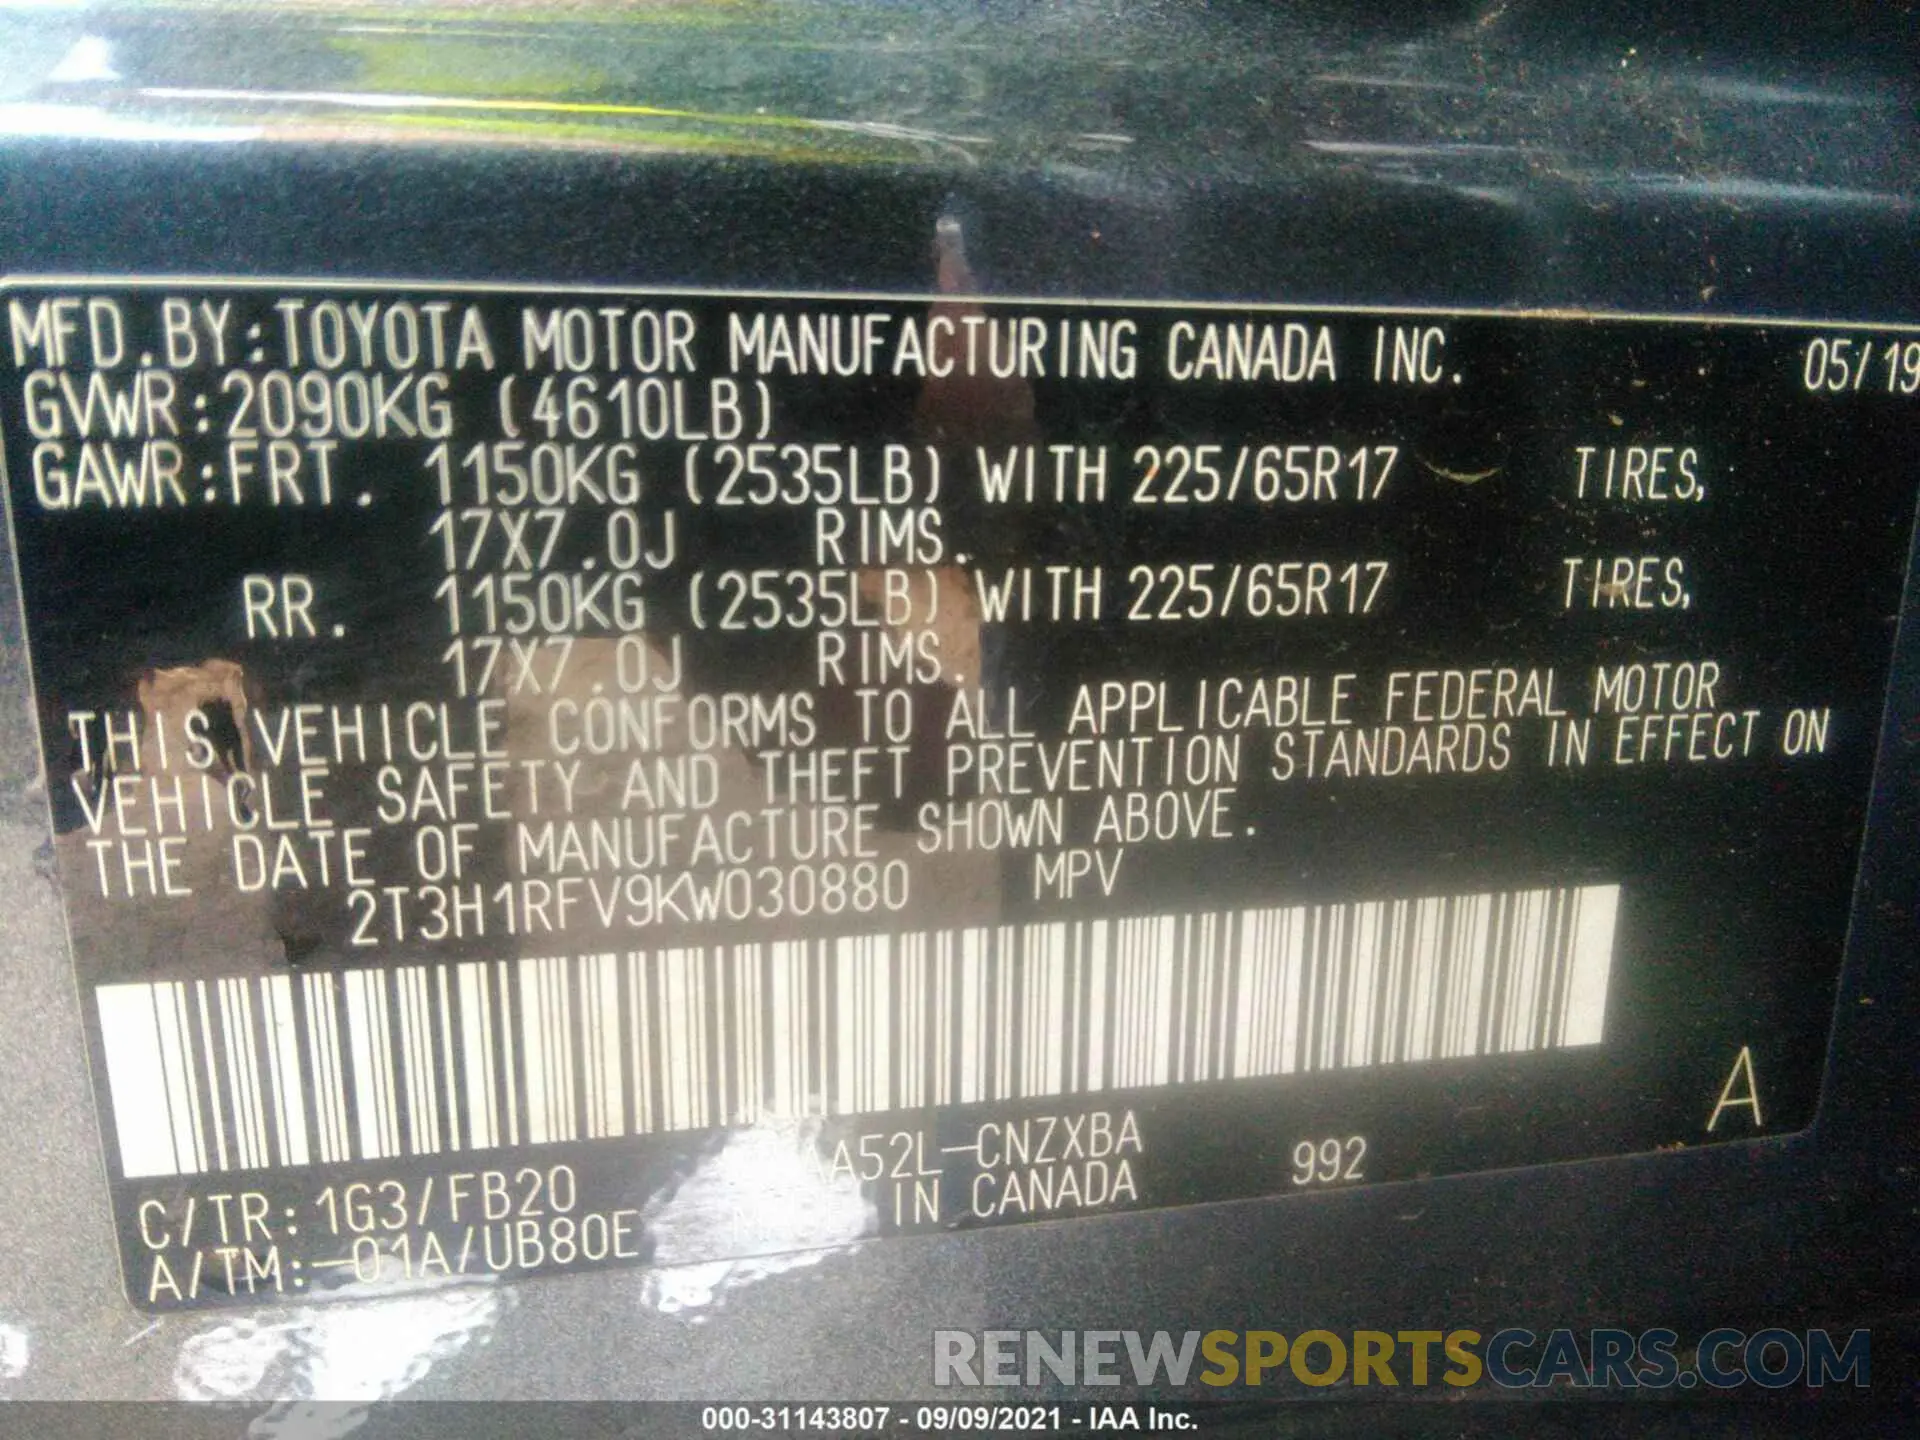 MFD.BY:TOYOTA MOTOR MANUFACTURING CANADA INC. 05/19
GVWR:2090KG (4610LB)
GAWR:FRT. 1150KG (2535LB) WITH 225/65R17 TIRES,
17X7.0J RIMS.
RR. 1150KG (2535LB) WITH 225/65R17 TIRES,
17X7.0J RIMS.
THIS VEHICLE CONFORMS TO ALL APPLICABLE FEDERAL MOTOR
VEHICLE SAFETY AND THEFT PREVENTION STANDARDS IN EFFECT ON
THE DATE OF MANUFACTURE SHOWN ABOVE.
2T3H1RFV9KW030880 MPV
A
C/TR:1G3/FB20 AA52L-CNZXBA 992
A/TM:-01A/UB80E MADE IN CANADA
RENEWSPORTSCARS.COM
000-31143807 - 09/09/2021 - IAA Inc.